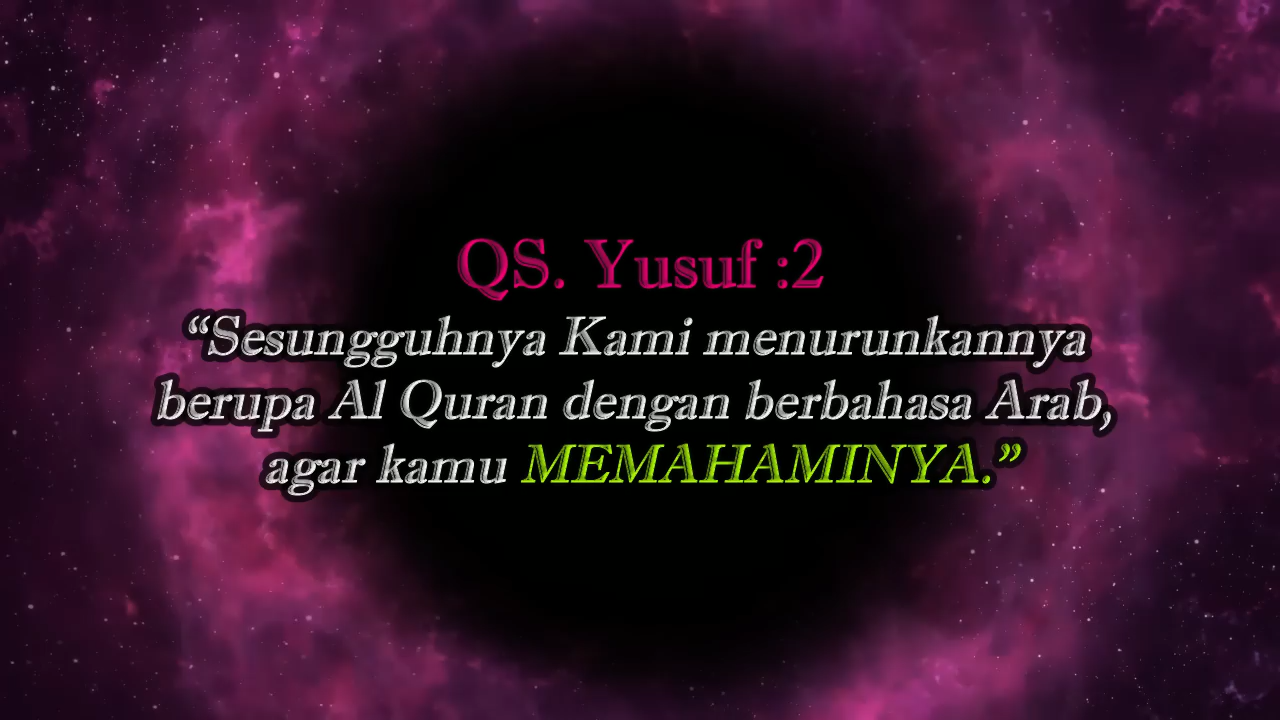 QS. Yusuf :2
“Sesungguhnya Kami menurunkannya
berupa Al Quran dengan berbahasa Arab,
agar kamu MEMAHAMINYA.”